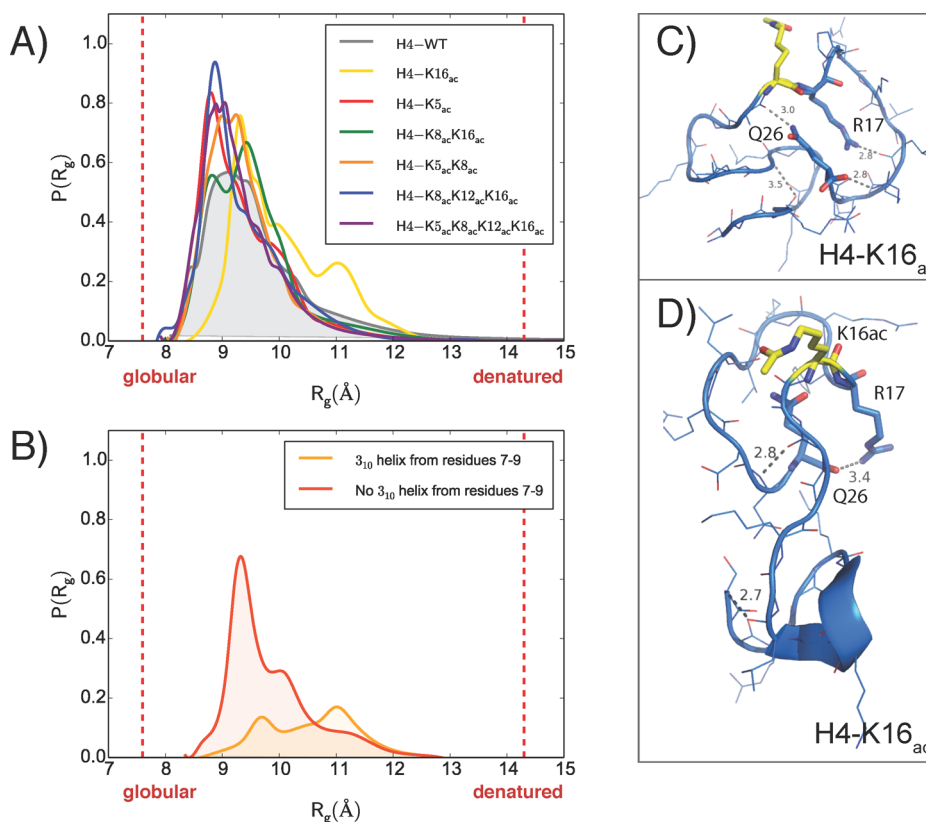 A)
P(Rg)
1.0
0.8
0.6
0.4
0.2
0.0
H4−WT
H4−K16ac
H4−K5ac
H4−K8acK16ac
H4−K5acK8ac
H4−K8acK12acK16ac
H4−K5acK8acK12acK16ac
7 8 9 10 11 12 13 14 15
globular
Rg(Å)
denatured
B)
P(Rg)
1.0
0.8
0.6
0.4
0.2
0.0
3₁₀ helix from residues 7-9
No 3₁₀ helix from residues 7-9
7 8 9 10 11 12 13 14 15
globular
Rg(Å)
denatured
C)
3.0
Q26
R17
2.8
2.8
3.5
H4-K16a
D)
K16ac
R17
2.8
3.4
Q26
2.7
H4-K16ac